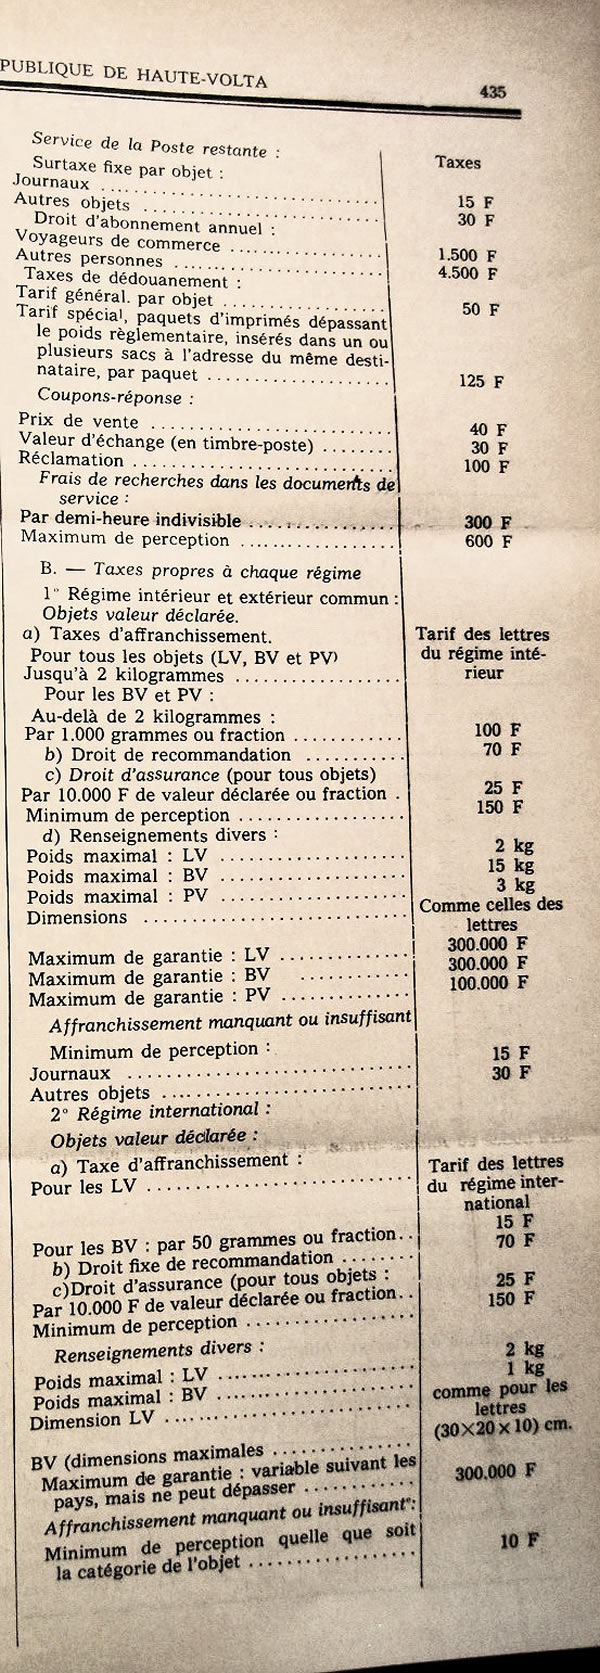 PUBLIQUE DE HAUTE-VOLTA 435
Service de la Poste restante : Taxes
Surtaxe fixe par objet :
Journaux .......... 15 F
Autres objets .......... 30 F
Droit d'abonnement annuel :
Voyageurs de commerce .......... 1.500 F
Autres personnes .......... 4.500 F
Taxes de dédouanement :
Tarif général. par objet .......... 50 F
Tarif spécial, paquets d'imprimés dépassant
le poids règlementaire, insérés dans un ou
plusieurs sacs à l'adresse du même desti-
nataire, par paquet .......... 125 F
Coupons-réponse :
Prix de vente .......... 40 F
Valeur d'échange (en timbre-poste) ........ 30 F
Réclamation .......... 100 F
Frais de recherches dans les documents de
service :
Par demi-heure indivisible .......... 300 F
Maximum de perception .......... 600 F
B. — Taxes propres à chaque régime
1° Régime intérieur et extérieur commun :
Objets valeur déclarée.
a) Taxes d'affranchissement. Tarif des lettres
Pour tous les objets (LV, BV et PV) du régime inté-
Jusqu'à 2 kilogrammes .......... rieur
Pour les BV et PV :
Au-delà de 2 kilogrammes :
Par 1.000 grammes ou fraction .......... 100 F
b) Droit de recommandation .......... 70 F
c) Droit d'assurance (pour tous objets)
Par 10.000 F de valeur déclarée ou fraction . 25 F
Minimum de perception .......... 150 F
d) Renseignements divers :
Poids maximal : LV .......... 2 kg
Poids maximal : BV .......... 15 kg
Poids maximal : PV .......... 3 kg
Dimensions .......... Comme celles des
lettres
Maximum de garantie : LV .......... 300.000 F
Maximum de garantie : BV .......... 300.000 F
Maximum de garantie : PV .......... 100.000 F
Affranchissement manquant ou insuffisant
Minimum de perception :
Journaux .......... 15 F
Autres objets .......... 30 F
2° Régime international :
Objets valeur déclarée :
a) Taxe d'affranchissement :
Pour les LV .......... Tarif des lettres
du régime inter-
national
Pour les BV : par 50 grammes ou fraction.. 15 F
b) Droit fixe de recommandation ........ 70 F
c)Droit d'assurance (pour tous objets :
Par 10.000 F de valeur déclarée ou fraction.. 25 F
Minimum de perception .......... 150 F
Renseignements divers :
Poids maximal : LV .......... 2 kg
Poids maximal : BV .......... 1 kg
Dimension LV .......... comme pour les
lettres
BV (dimensions maximales .......... (30×20×10) cm.
Maximum de garantie : variable suivant les
pays, mais ne peut dépasser .......... 300.000 F
Affranchissement manquant ou insuffisant :
Minimum de perception quelle que soit
la catégorie de l'objet .......... 10 F